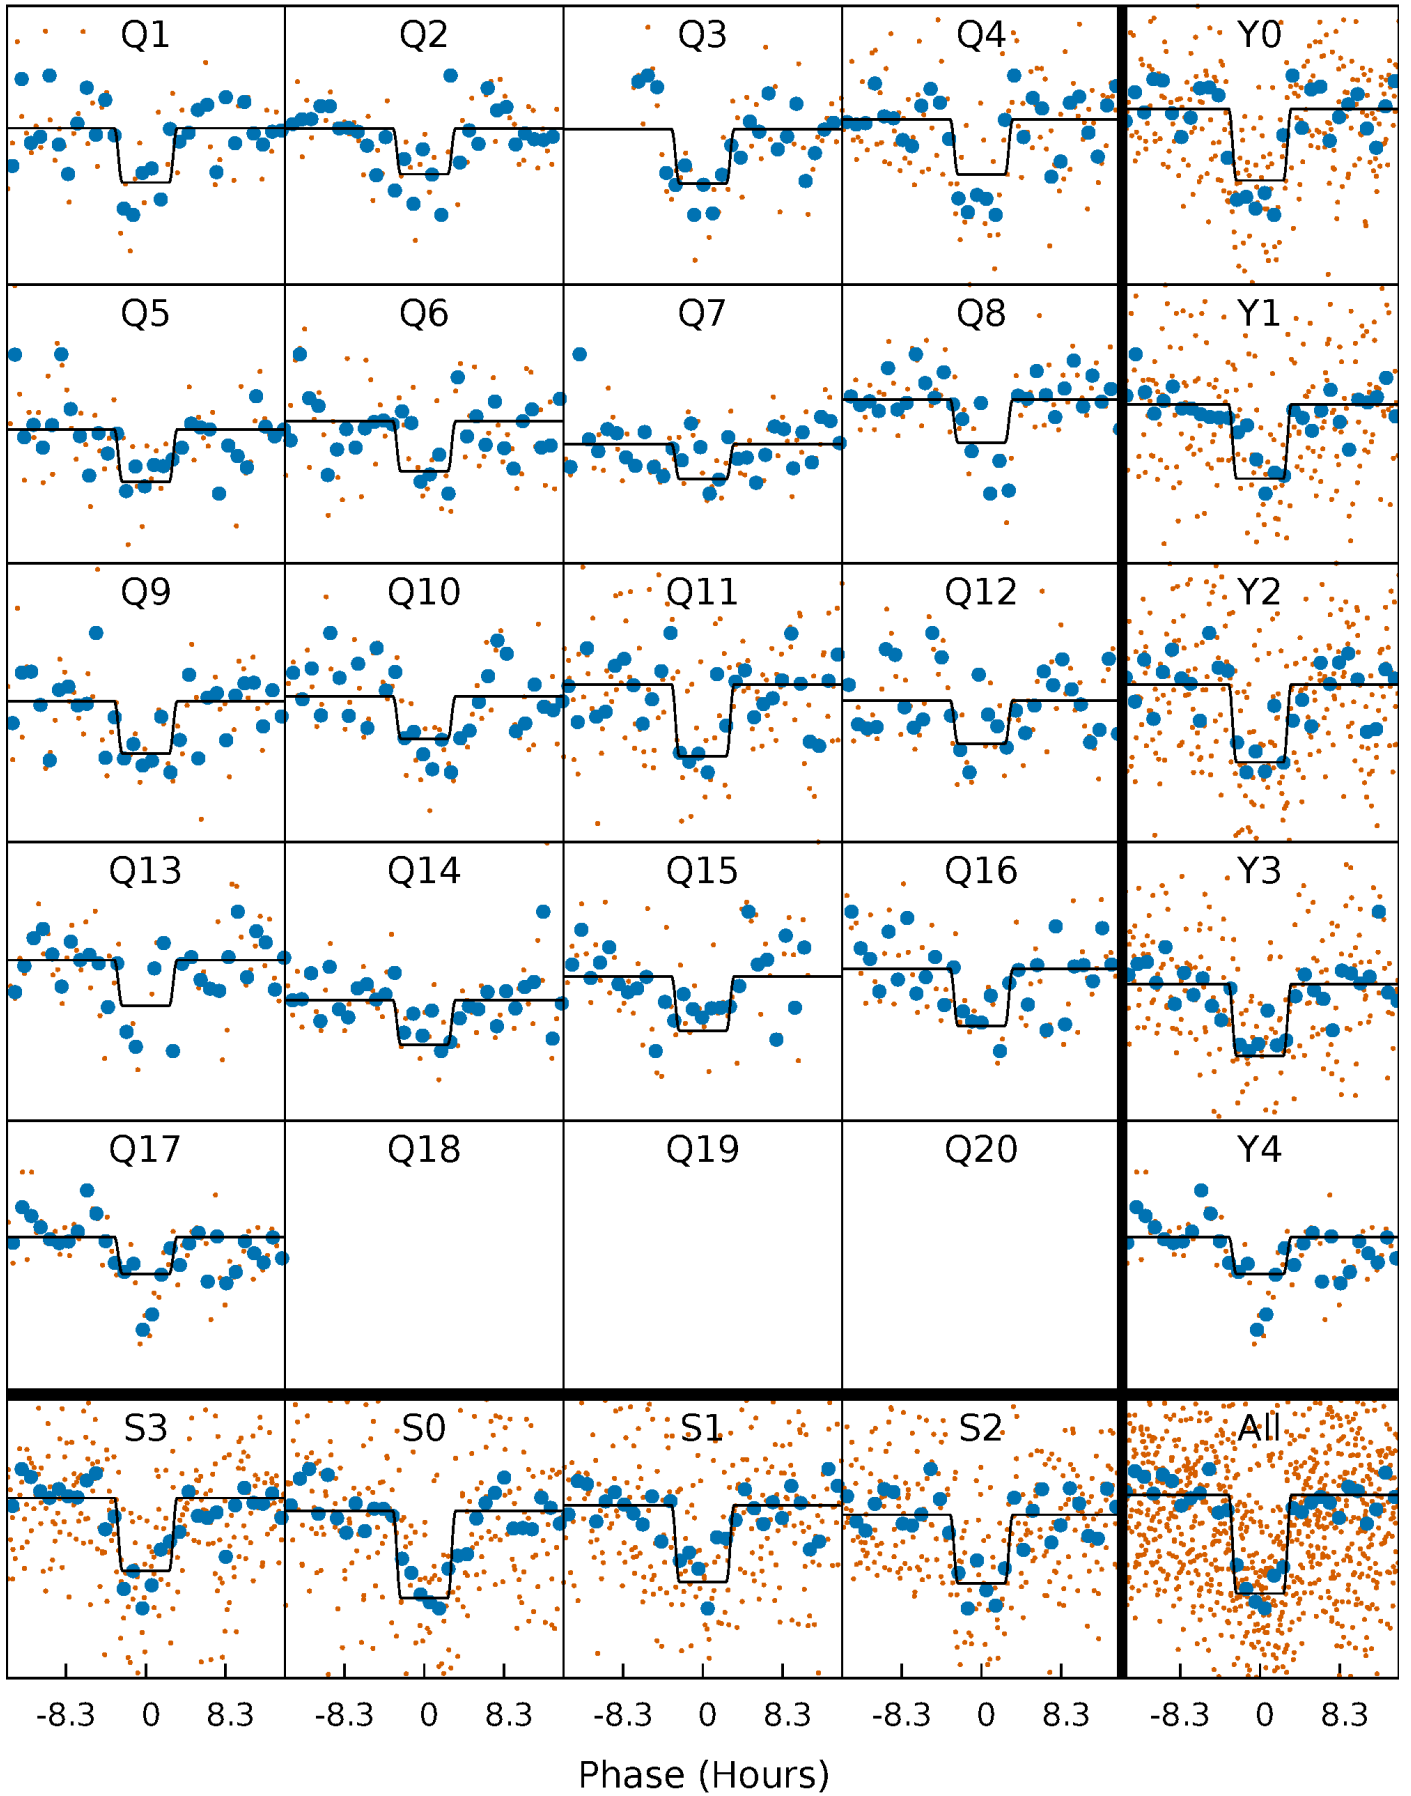 Q1 Q2 Q3 Q4 Y0
Q5 Q6 Q7 Q8 Y1
Q9 Q10 Q11 Q12 Y2
Q13 Q14 Q15 Q16 Y3
Q17 Q18 Q19 Q20 Y4
S3 S0 S1 S2 All
-8.3 0 8.3 -8.3 0 8.3 -8.3 0 8.3 -8.3 0 8.3 -8.3 0 8.3
Phase (Hours)